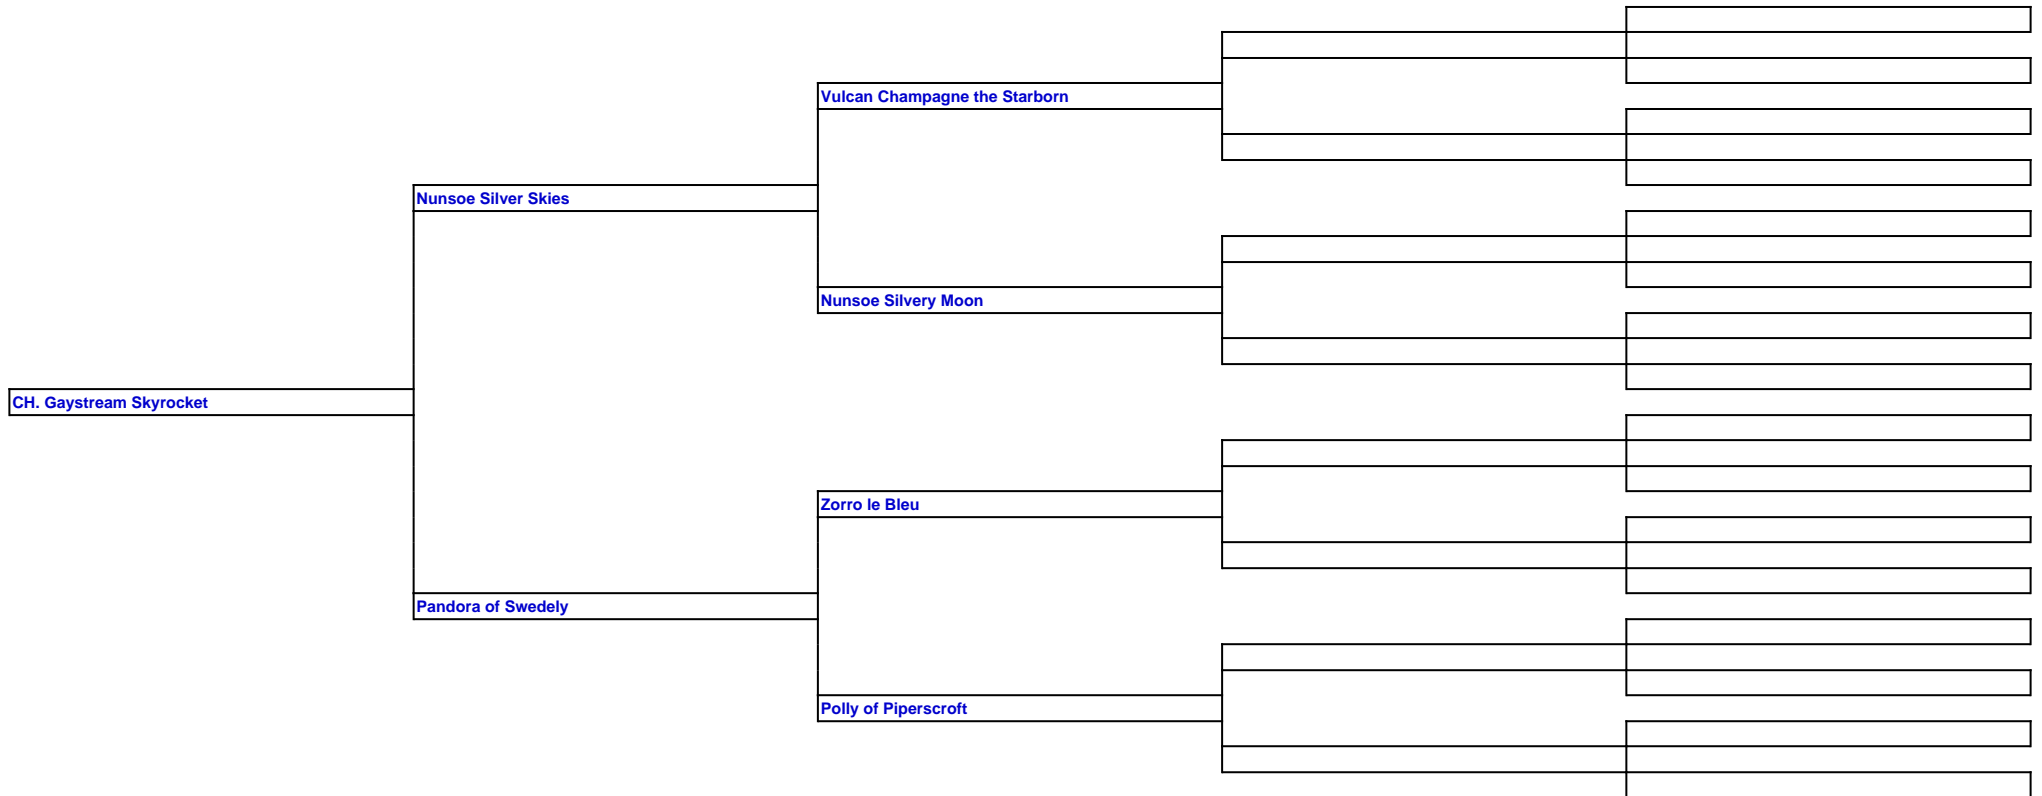 Vulcan Champagne the Starborn
Nunsoe Silver Skies
Nunsoe Silvery Moon
CH. Gaystream Skyrocket
Zorro le Bleu
Pandora of Swedely
Polly of Piperscroft